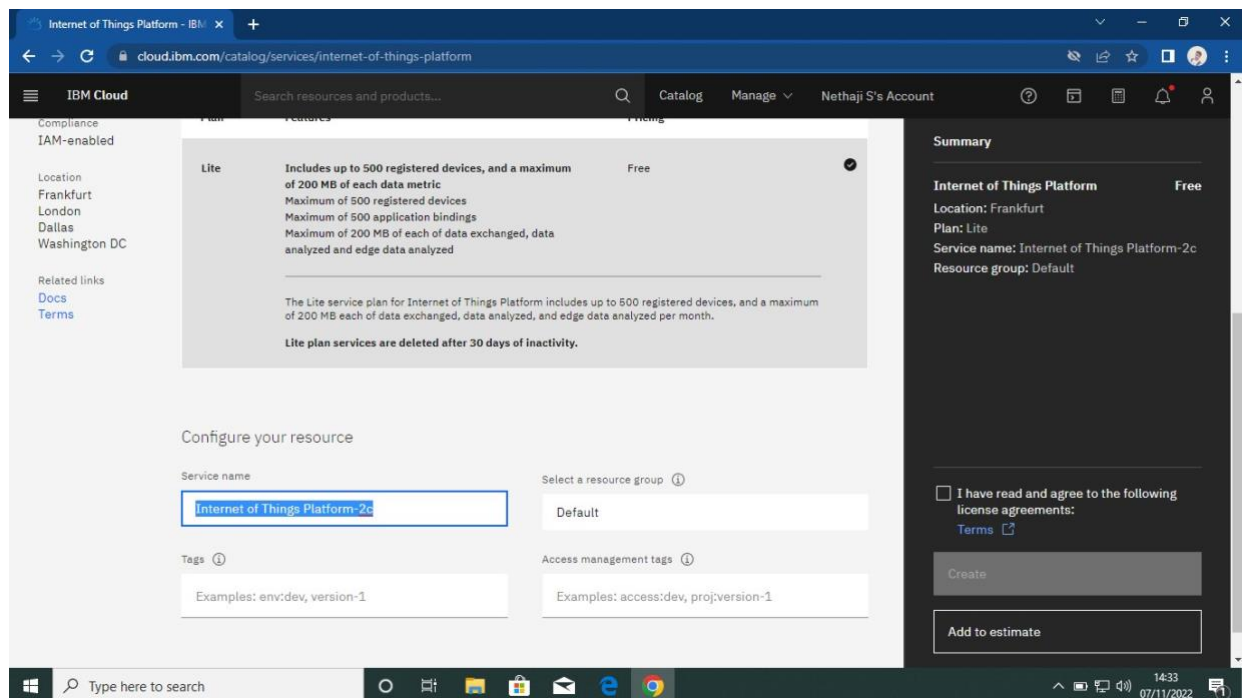 Internet of Things Platform - IBM
cloud.ibm.com/catalog/services/internet-of-things-platform
IBM Cloud
Search resources and products...
Catalog
Manage
Nethaji S's Account
Compliance
IAM-enabled
Location
Frankfurt
London
Dallas
Washington DC
Related links
Docs
Terms
Plan
Features
Pricing
Lite
Includes up to 500 registered devices, and a maximum
of 200 MB of each data metric
Maximum of 500 registered devices
Maximum of 500 application bindings
Maximum of 200 MB of each of data exchanged, data
analyzed and edge data analyzed
Free
The Lite service plan for Internet of Things Platform includes up to 500 registered devices, and a maximum
of 200 MB each of data exchanged, data analyzed, and edge data analyzed per month.
Lite plan services are deleted after 30 days of inactivity.
Configure your resource
Service name
Internet of Things Platform-2c
Select a resource group
Default
Tags
Examples: env:dev, version-1
Access management tags
Examples: access:dev, proj:version-1
Summary
Internet of Things Platform Free
Location: Frankfurt
Plan: Lite
Service name: Internet of Things Platform-2c
Resource group: Default
I have read and agree to the following
license agreements:
Terms
Create
Add to estimate
Type here to search
14:33
07/11/2022
1